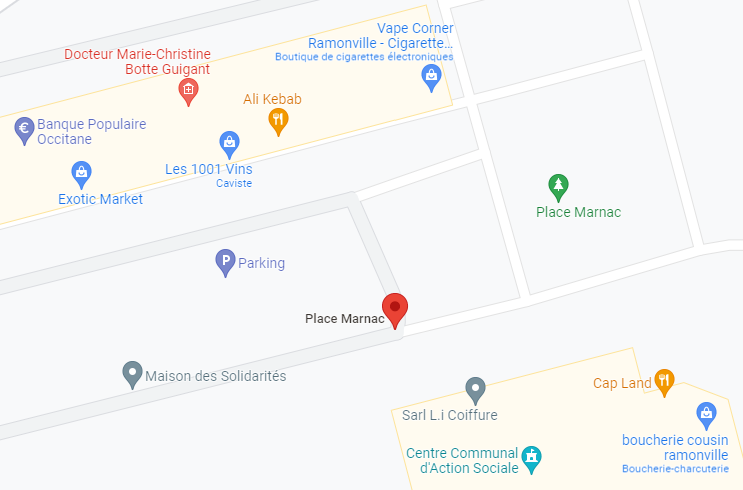 Vape Corner
Ramonville - Cigarette...
Boutique de cigarettes électroniques
Docteur Marie-Christine
Botte Guigant
Ali Kebab
Banque Populaire
Occitane
Les 1001 Vins
Caviste
Exotic Market
Place Marnac
Parking
Place Marnac
Maison des Solidarités
Cap Land
Sarl L.i Coiffure
boucherie cousin
ramonville
Boucherie-charcuterie
Centre Communal
d'Action Sociale